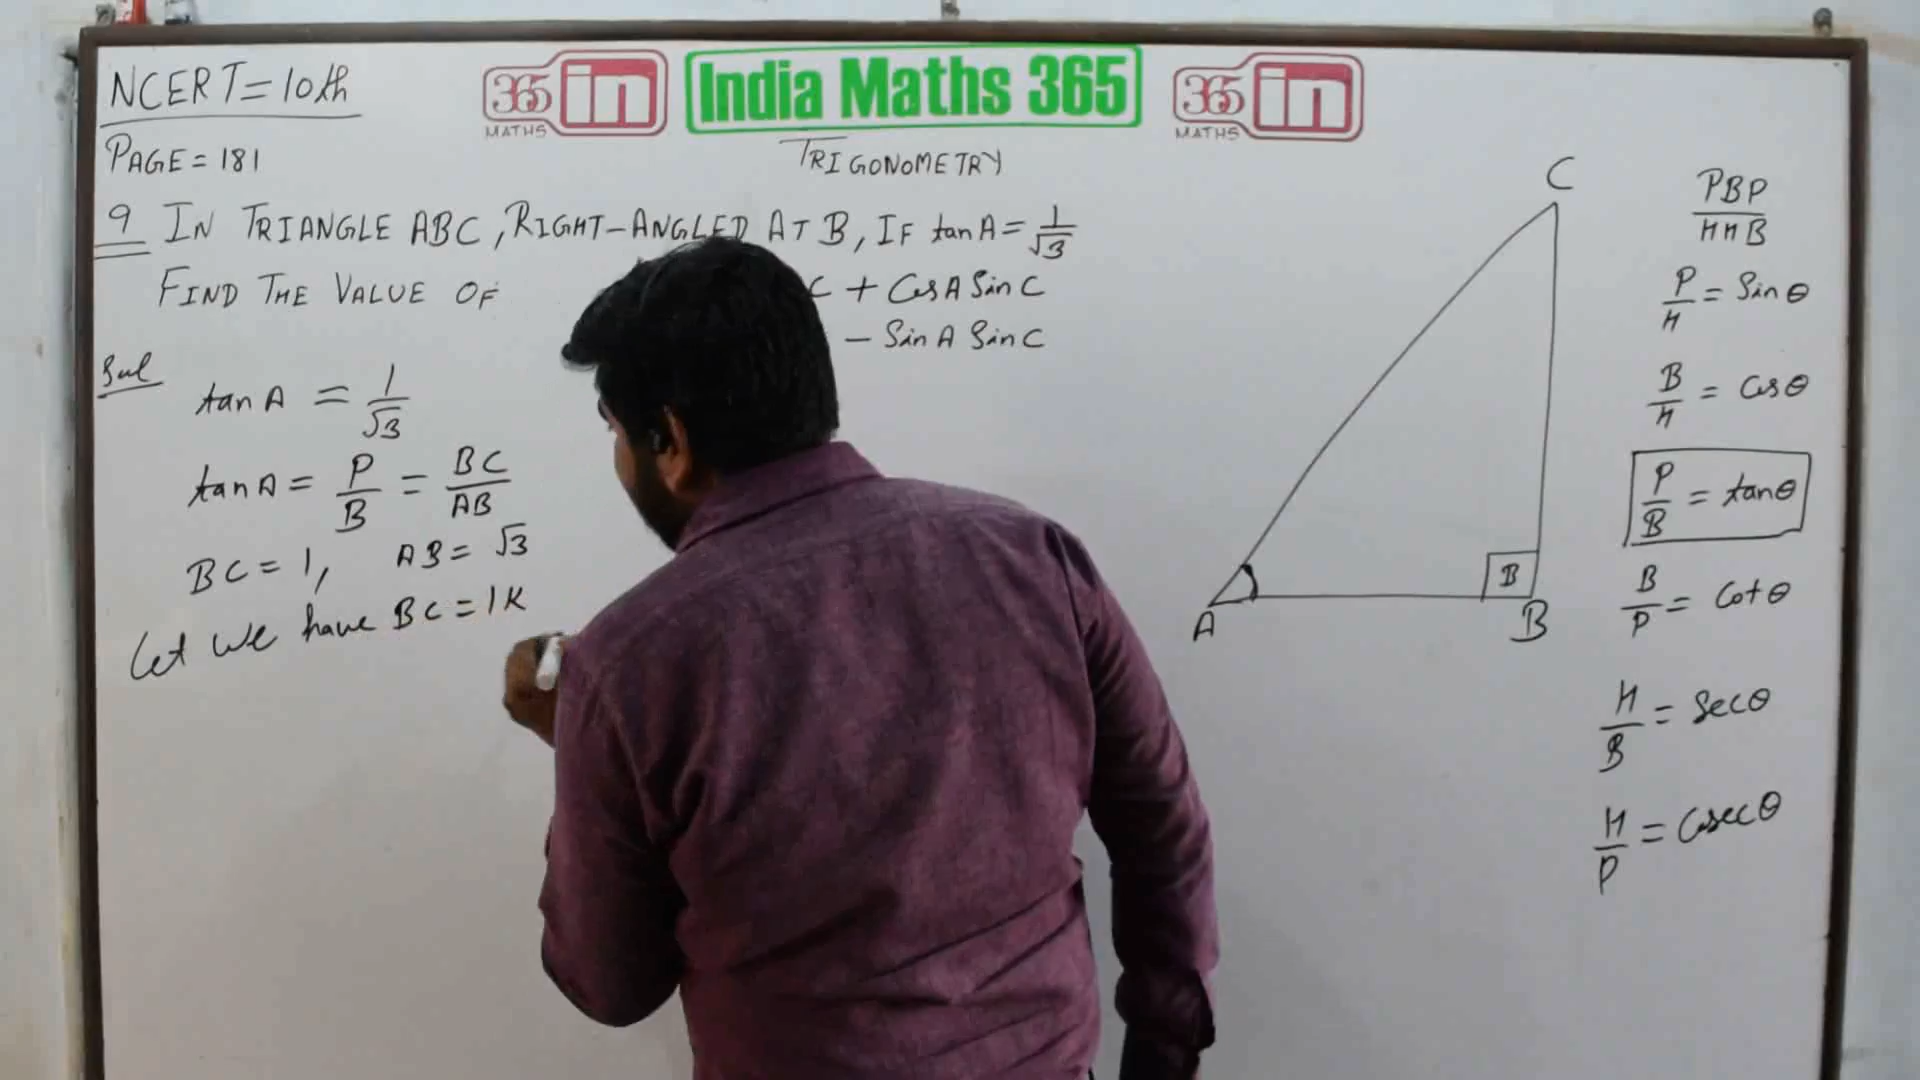 NCERT = 10th
365 MATHS in
India Maths 365
365 MATHS in
PAGE = 181
TRIGONOMETRY
9 IN TRIANGLE ABC, RIGHT-ANGLED AT B, IF tan A = 1/√3
FIND THE VALUE OF C + Cos A Sin C
- Sin A Sin C
Sol
tan A = 1/√3
tan A = P/B = BC/AB
BC = 1, AB = √3
Let We have BC = 1K
C
A
B
B
PBP/HHB
P/H = Sin θ
B/H = Cos θ
P/B = tan θ
B/P = Cot θ
H/B = Sec θ
H/P = Cosec θ